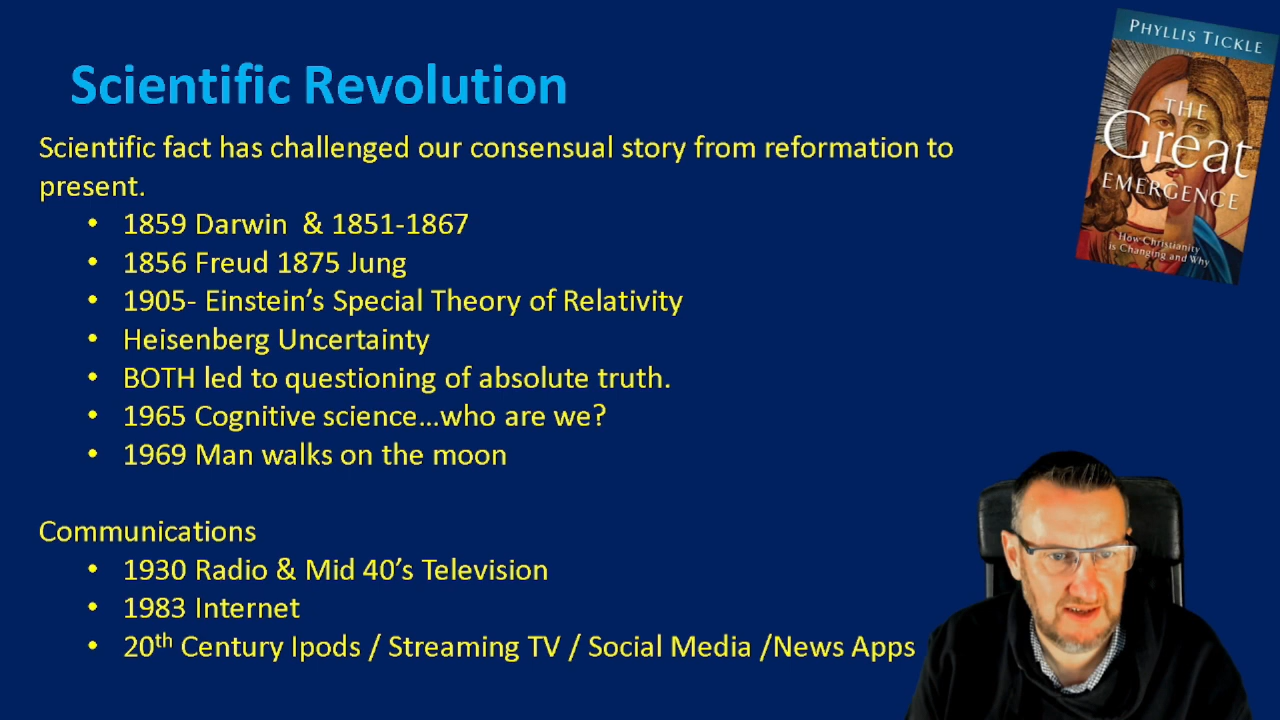 Scientific Revolution
Scientific fact has challenged our consensual story from reformation to
present.
• 1859 Darwin & 1851-1867
• 1856 Freud 1875 Jung
• 1905- Einstein’s Special Theory of Relativity
• Heisenberg Uncertainty
• BOTH led to questioning of absolute truth.
• 1965 Cognitive science...who are we?
• 1969 Man walks on the moon
Communications
• 1930 Radio & Mid 40’s Television
• 1983 Internet
• 20th Century Ipods / Streaming TV / Social Media /News Apps
PHYLLIS TICKLE
THE
Great
EMERGENCE
How Christianity
is Changing and Why